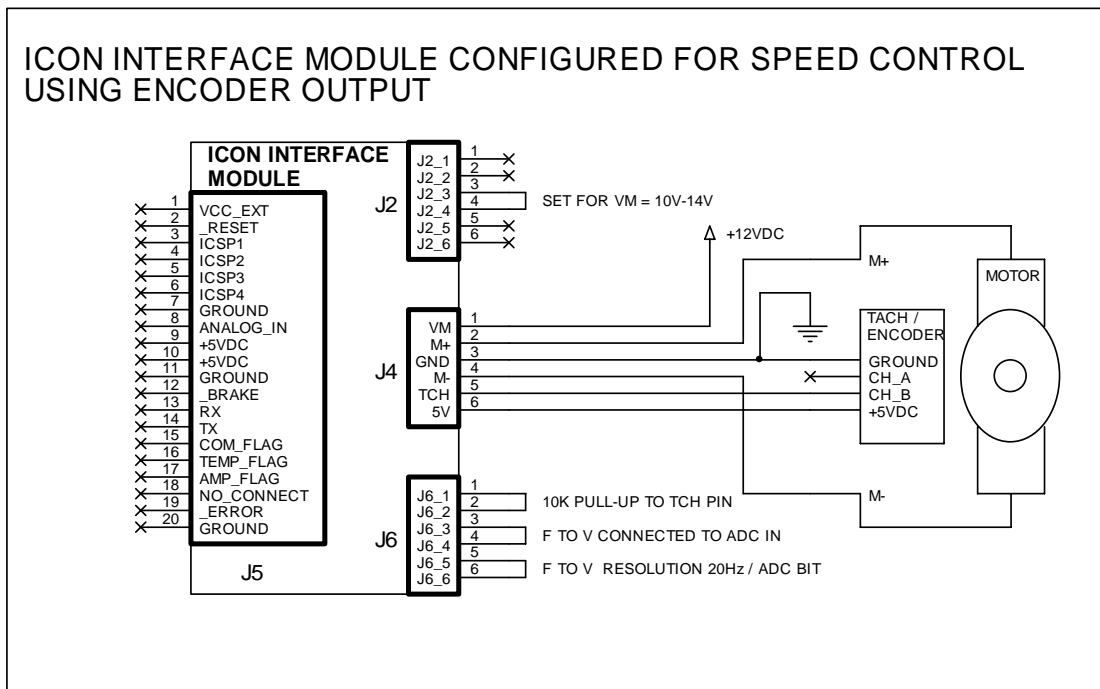 ICON INTERFACE MODULE CONFIGURED FOR SPEED CONTROL
USING ENCODER OUTPUT
ICON INTERFACE
MODULE
1 VCC_EXT
2 _RESET
3 ICSP1
4 ICSP2
5 ICSP3
6 ICSP4
7 GROUND
8 ANALOG_IN
9 +5VDC
10 +5VDC
11 GROUND
12 _BRAKE
13 RX
14 TX
15 COM_FLAG
16 TEMP_FLAG
17 AMP_FLAG
18 NO_CONNECT
19 _ERROR
20 GROUND
J5
J2
J2_1 1
J2_2 2
J2_3 3
J2_4 4
J2_5 5
J2_6 6
SET FOR VM = 10V-14V
J4
VM 1
M+ 2
GND 3
M- 4
TCH 5
5V 6
+12VDC
M+
MOTOR
TACH /
ENCODER
GROUND
CH_A
CH_B
+5VDC
M-
J6
J6_1 1
J6_2 2
J6_3 3
J6_4 4
J6_5 5
J6_6 6
10K PULL-UP TO TCH PIN
F TO V CONNECTED TO ADC IN
F TO V RESOLUTION 20Hz / ADC BIT